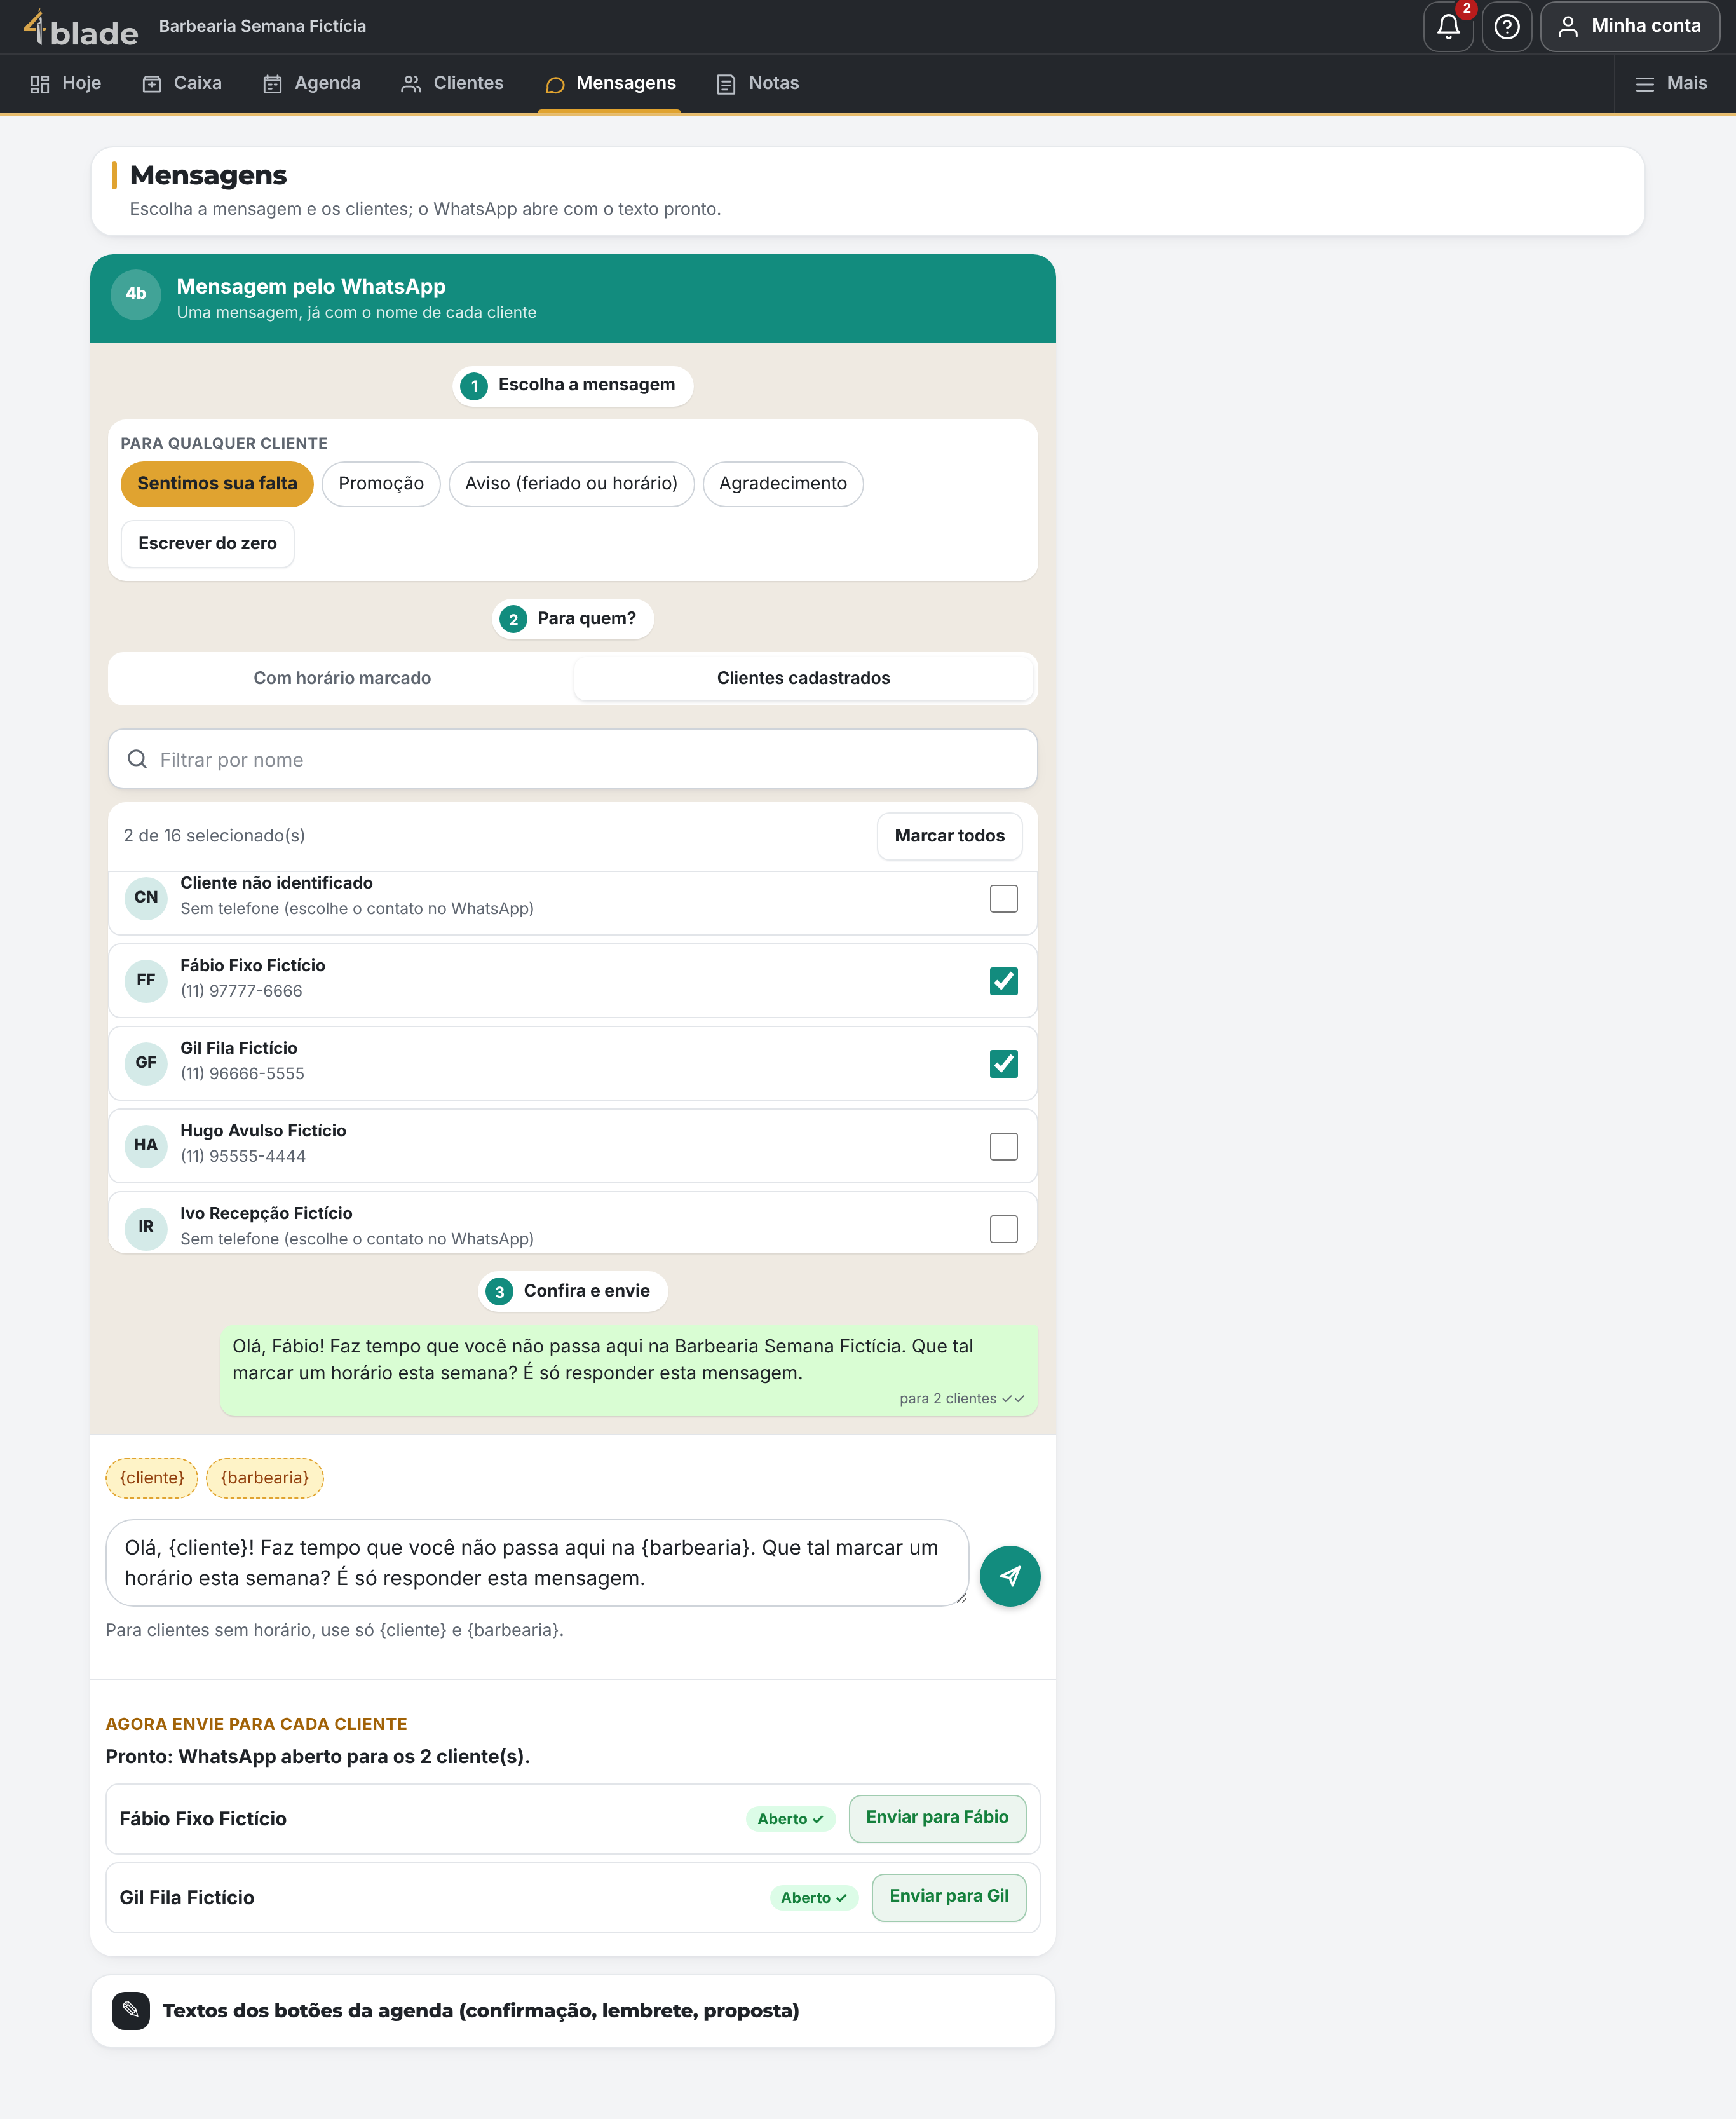 4blade
Barbearia Semana Fictícia
2
Minha conta
Hoje
Caixa
Agenda
Clientes
Mensagens
Notas
Mais
Mensagens
Escolha a mensagem e os clientes; o WhatsApp abre com o texto pronto.
4b
Mensagem pelo WhatsApp
Uma mensagem, já com o nome de cada cliente
1 Escolha a mensagem
PARA QUALQUER CLIENTE
Sentimos sua falta
Promoção
Aviso (feriado ou horário)
Agradecimento
Escrever do zero
2 Para quem?
Com horário marcado
Clientes cadastrados
Filtrar por nome
2 de 16 selecionado(s)
Marcar todos
CN
Cliente não identificado
Sem telefone (escolhe o contato no WhatsApp)
FF
Fábio Fixo Fictício
(11) 97777-6666
GF
Gil Fila Fictício
(11) 96666-5555
HA
Hugo Avulso Fictício
(11) 95555-4444
IR
Ivo Recepção Fictício
Sem telefone (escolhe o contato no WhatsApp)
3 Confira e envie
Olá, Fábio! Faz tempo que você não passa aqui na Barbearia Semana Fictícia. Que tal
marcar um horário esta semana? É só responder esta mensagem.
para 2 clientes ✓✓
{cliente}
{barbearia}
Olá, {cliente}! Faz tempo que você não passa aqui na {barbearia}. Que tal marcar um
horário esta semana? É só responder esta mensagem.
Para clientes sem horário, use só {cliente} e {barbearia}.
AGORA ENVIE PARA CADA CLIENTE
Pronto: WhatsApp aberto para os 2 cliente(s).
Fábio Fixo Fictício
Aberto ✓
Enviar para Fábio
Gil Fila Fictício
Aberto ✓
Enviar para Gil
Textos dos botões da agenda (confirmação, lembrete, proposta)